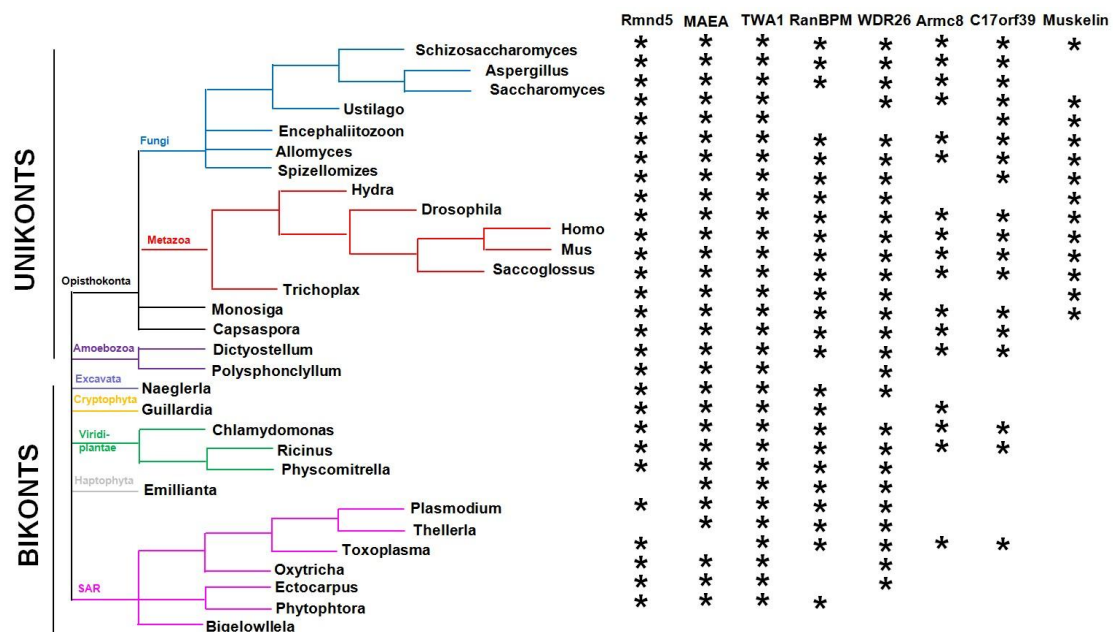 Rmnd5 MAEA TWA1 RanBPM WDR26 Armc8 C17orf39 Muskelin
Schizosaccharomyces
Aspergillus
Saccharomyces
Ustilago
Encephaliitozoon
Fungi
Allomyces
Spizellomizes
Hydra
Drosophila
Homo
Metazoa
Mus
Saccoglossus
Opisthokonta
Trichoplax
Monosiga
Capsaspora
Amoebozoa
Dictyostellum
Polysphonclyllum
UNIKONTS
Excavata
Naeglerla
Cryptophyta
Guillardia
Chlamydomonas
Viridi-
plantae
Ricinus
Physcomitrella
Haptophyta
Emillianta
Plasmodium
Thellerla
Toxoplasma
Oxytricha
SAR
Ectocarpus
Phytophtora
Bigelowllela
BIKONTS